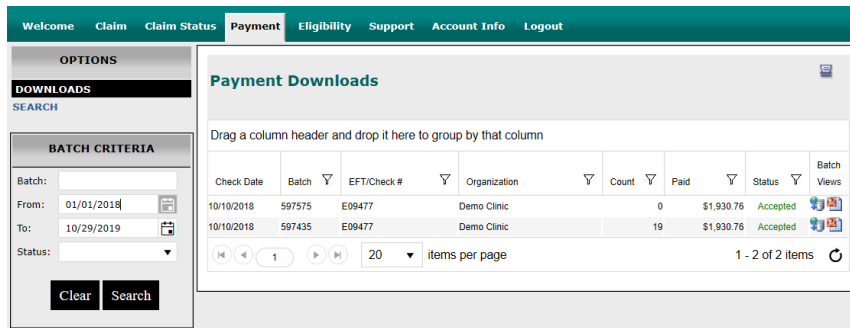 Welcome Claim Claim Status Payment Eligibility Support Account Info Logout
OPTIONS
DOWNLOADS
SEARCH
BATCH CRITERIA
Batch:
From: 01/01/2018
To: 10/29/2019
Status:
Clear Search
Payment Downloads
Drag a column header and drop it here to group by that column
Check Date Batch EFT/Check # Organization Count Paid Status Batch Views
10/10/2018 597575 E09477 Demo Clinic 0 $1,930.76 Accepted
10/10/2018 597435 E09477 Demo Clinic 19 $1,930.76 Accepted
1 20 items per page 1 - 2 of 2 items